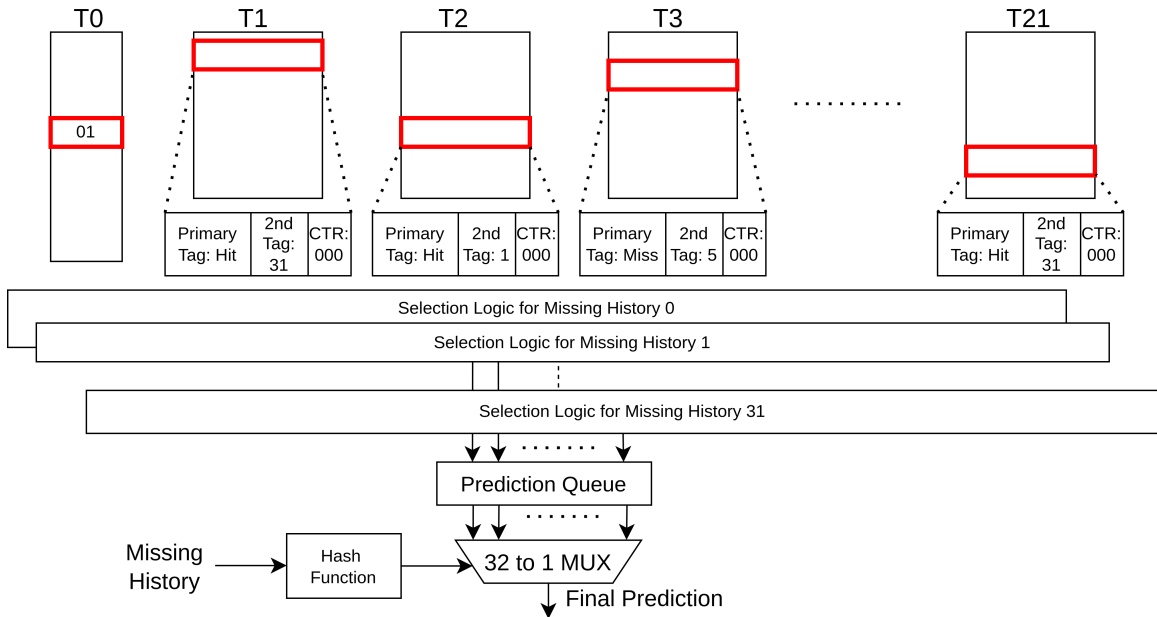 T0
T1
T2
T3
T21
01
Primary
Tag: Hit
2nd
Tag:
31
CTR:
000
Primary
Tag: Hit
2nd
Tag: 1
CTR:
000
Primary
Tag: Miss
2nd
Tag: 5
CTR:
000
Primary
Tag: Hit
2nd
Tag:
31
CTR:
000
Selection Logic for Missing History 0
Selection Logic for Missing History 1
Selection Logic for Missing History 31
Prediction Queue
Missing
History
Hash
Function
32 to 1 MUX
Final Prediction